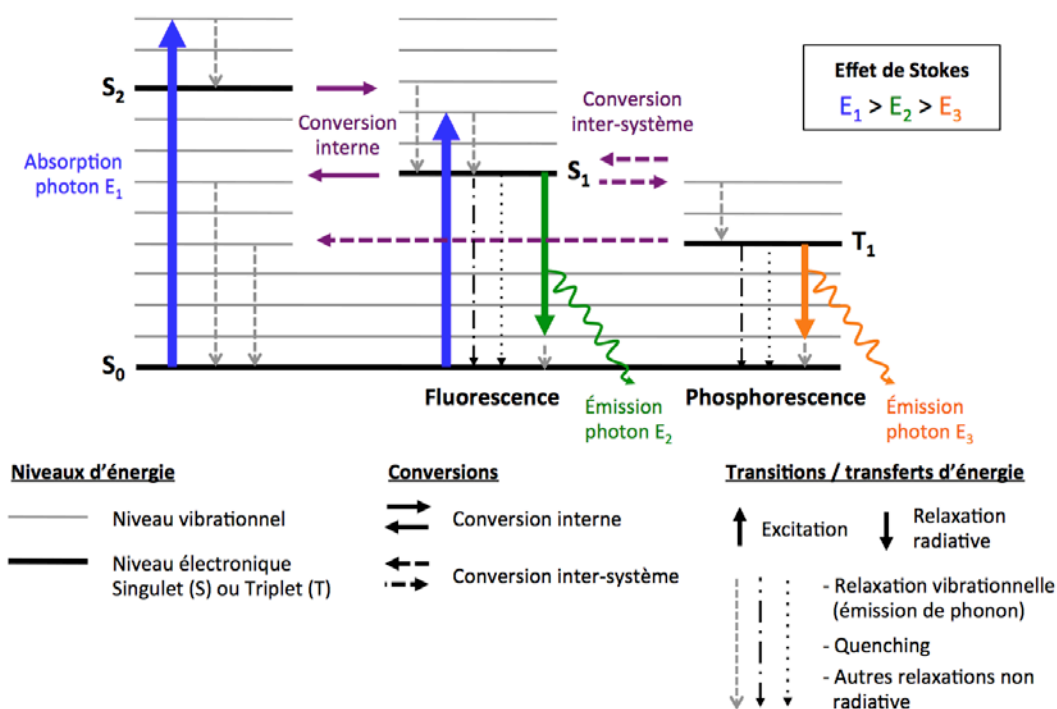 Effet de Stokes
E₁ > E₂ > E₃
S₂
Conversion
interne
Conversion
inter-système
Absorption
photon E₁
S₁
T₁
S₀
Fluorescence
Phosphorescence
Émission
photon E₂
Émission
photon E₃
Niveaux d'énergie
Niveau vibrationnel
Niveau électronique
Singulet (S) ou Triplet (T)
Conversions
Conversion interne
Conversion inter-système
Transitions / transferts d'énergie
Excitation
Relaxation
radiative
- Relaxation vibrationnelle
(émission de phonon)
- Quenching
- Autres relaxations non
radiative